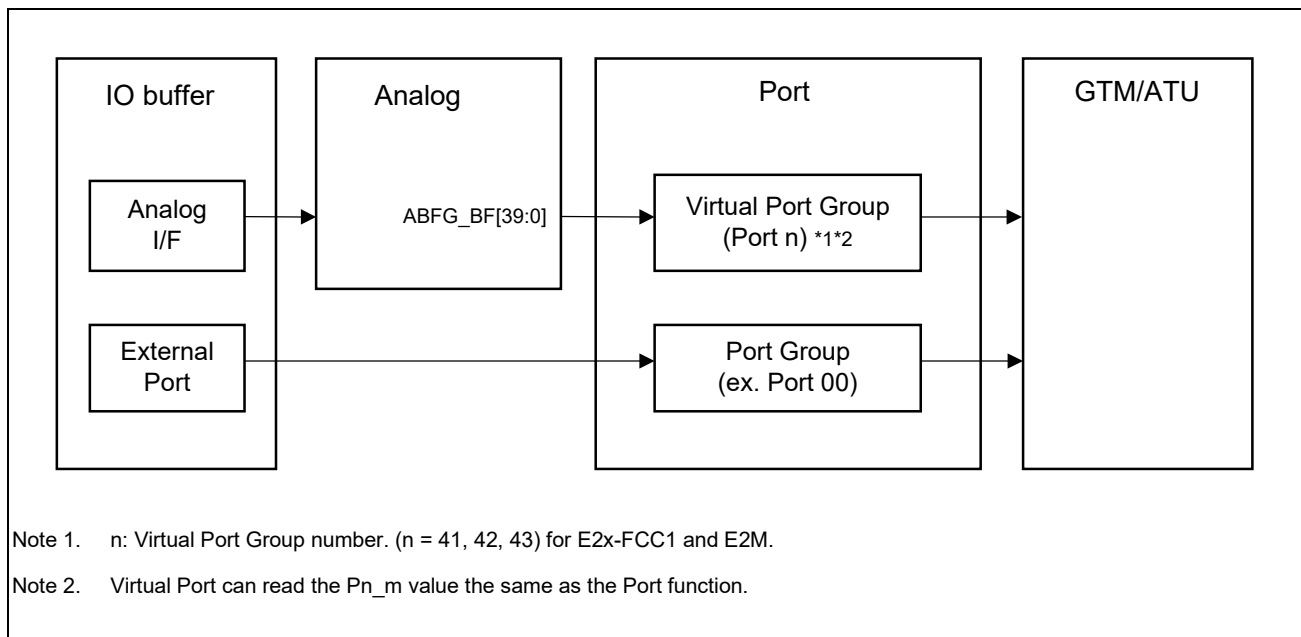 IO buffer
Analog
Port
GTM/ATU
Analog
I/F
ABFG_BF[39:0]
Virtual Port Group
(Port n) *1*2
External
Port
Port Group
(ex. Port 00)
Note 1. n: Virtual Port Group number. (n = 41, 42, 43) for E2x-FCC1 and E2M.
Note 2. Virtual Port can read the Pn_m value the same as the Port function.